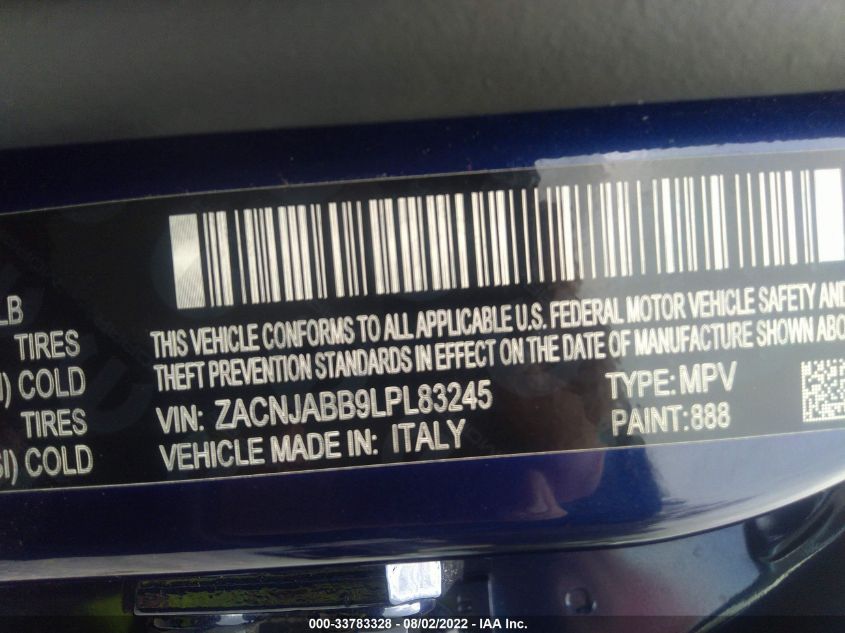 THIS VEHICLE CONFORMS TO ALL APPLICABLE U.S. FEDERAL MOTOR VEHICLE SAFETY AND
THEFT PREVENTION STANDARDS IN EFFECT ON THE DATE OF MANUFACTURE SHOWN ABO
VIN: ZACNJABB9LPL83245 TYPE: MPV
VEHICLE MADE IN: ITALY PAINT: 888
LB
TIRES
I) COLD
TIRES
SI) COLD
000-33783328 - 08/02/2022 - IAA Inc.